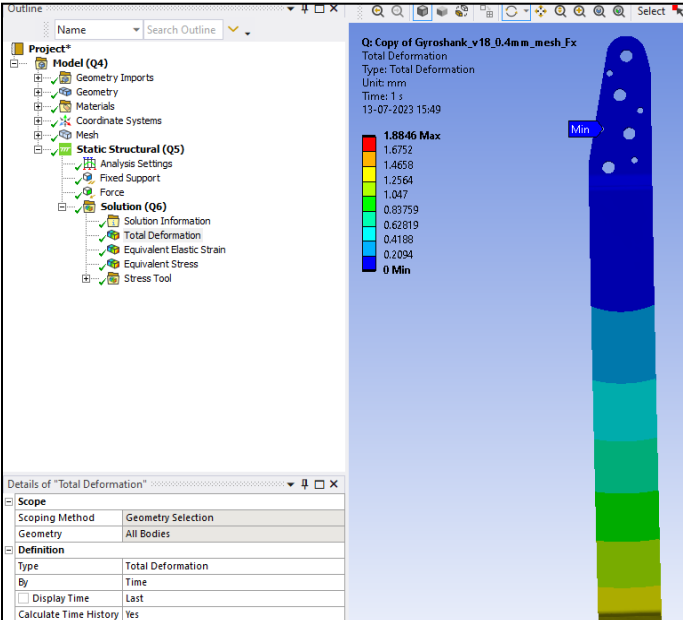 Outline
Name
Search Outline
Project*
Model (Q4)
Geometry Imports
Geometry
Materials
Coordinate Systems
Mesh
Static Structural (Q5)
Analysis Settings
Fixed Support
Force
Solution (Q6)
Solution Information
Total Deformation
Equivalent Elastic Strain
Equivalent Stress
Stress Tool
Details of "Total Deformation"
Scope
Scoping Method Geometry Selection
Geometry All Bodies
Definition
Type Total Deformation
By Time
Display Time Last
Calculate Time History Yes
Select
Q: Copy of Gyroshank_v18_0.4mm_mesh_Fx
Total Deformation
Type: Total Deformation
Unit: mm
Time: 1 s
13-07-2023 15:49
1.8846 Max
1.6752
1.4658
1.2564
1.047
0.83759
0.62819
0.4188
0.2094
0 Min
Min